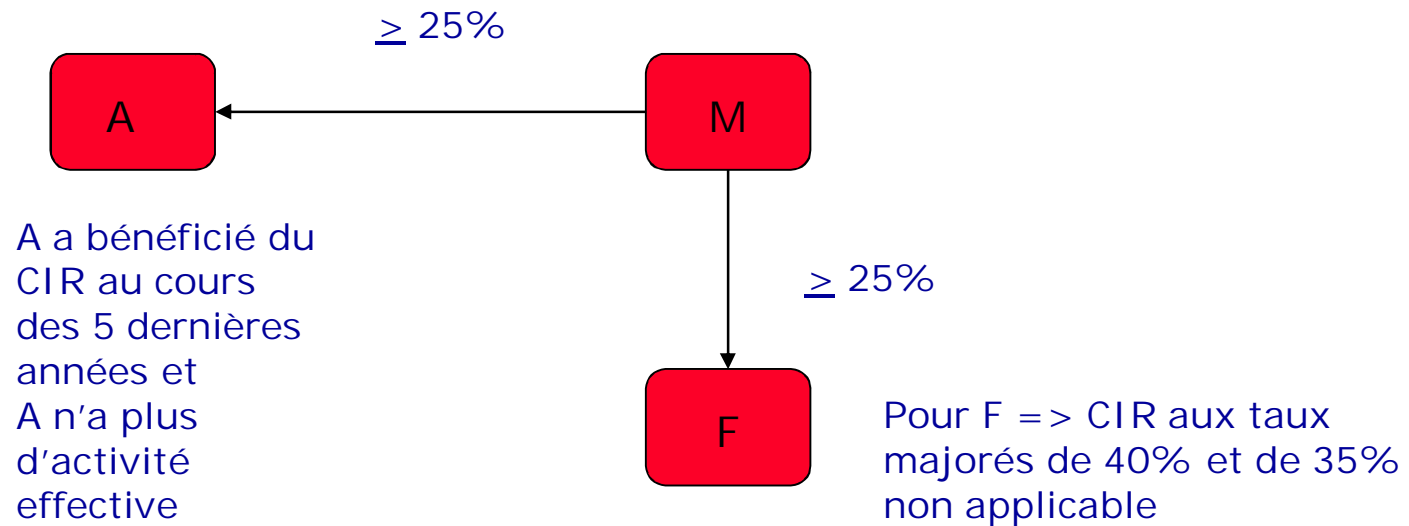 ≥ 25%
A
M
A a bénéficié du
CIR au cours
des 5 dernières
années et
A n'a plus
d'activité
effective
≥ 25%
F
Pour F => CIR aux taux
majorés de 40% et de 35%
non applicable